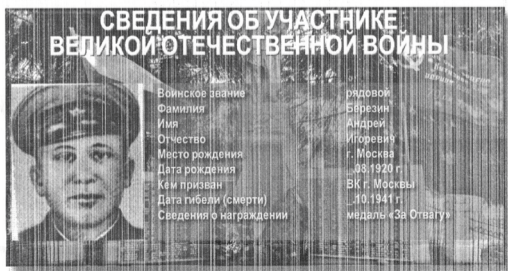 СВЕДЕНИЯ ОБ УЧАСТНИКЕ
ВЕЛИКОЙ ОТЕЧЕСТВЕННОЙ ВОЙНЫ
Воинское звание рядовой
Фамилия Березин
Имя Андрей
Отчество Игоревич
Место рождения г. Москва
Дата рождения _.08.1920 г.
Кем призван ВК г. Москвы
Дата гибели (смерти) _.10.1941 г.
Сведения о награждении медаль «За Отвагу»